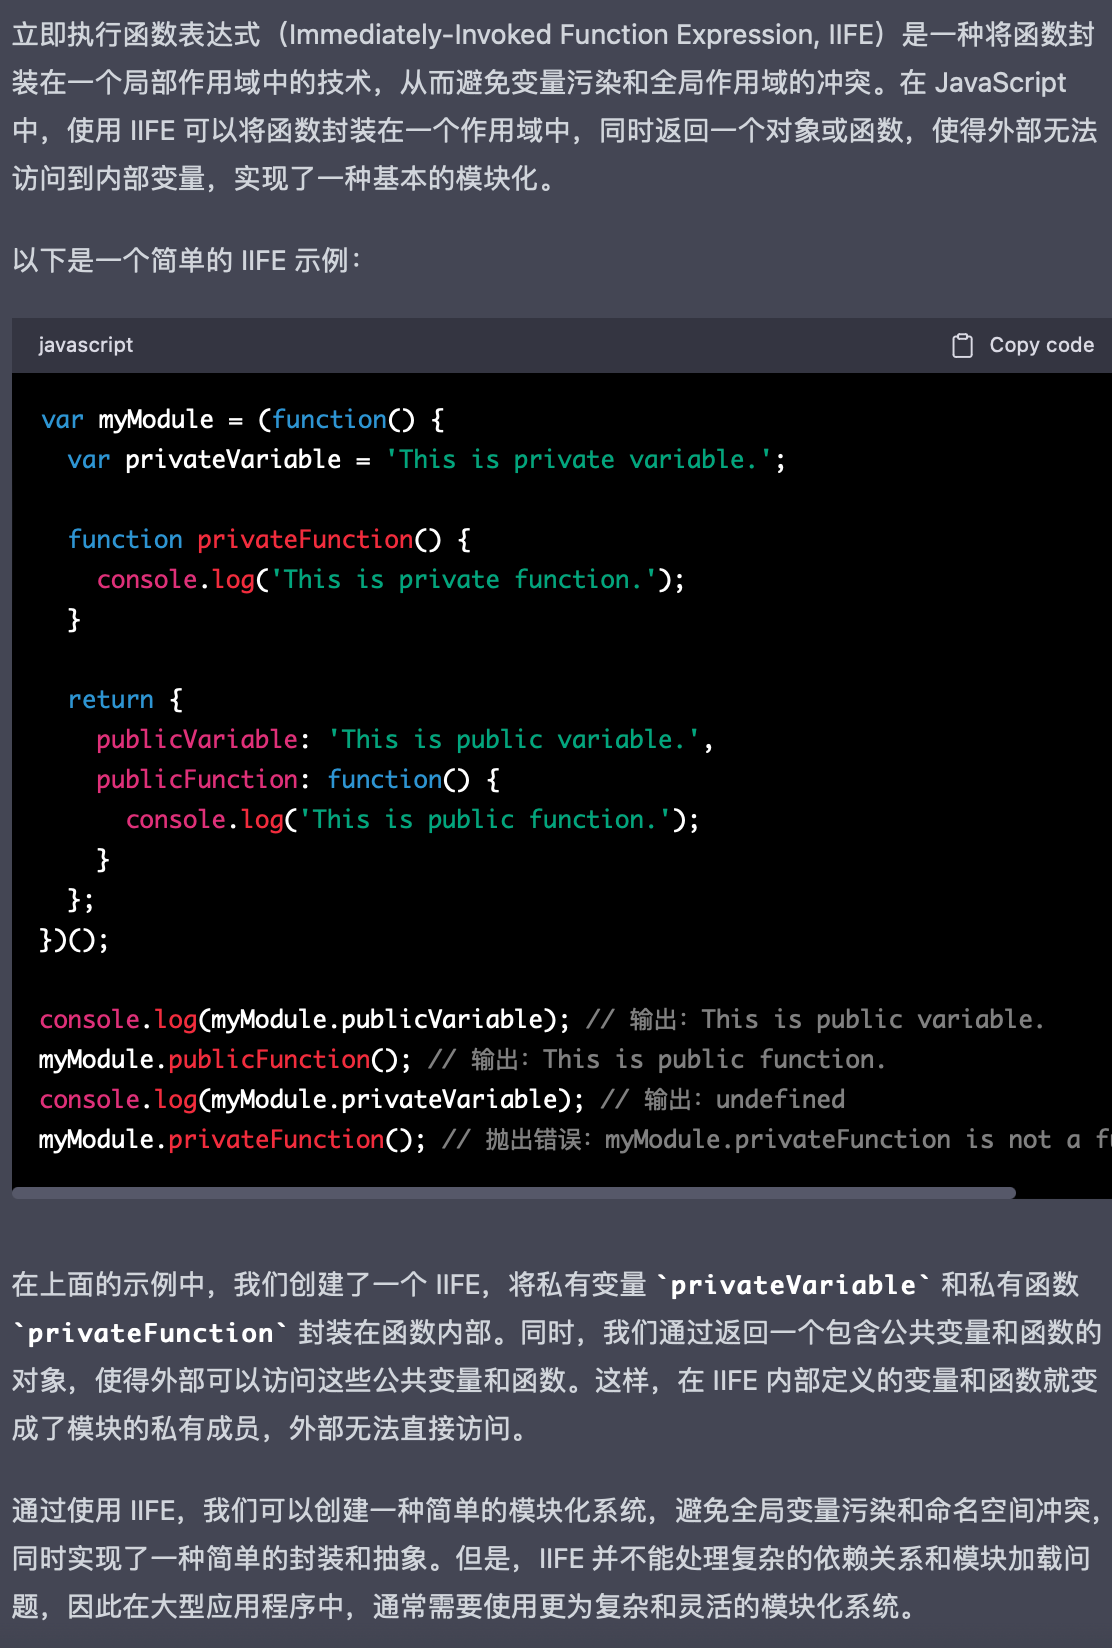 立即执行函数表达式（Immediately-Invoked Function Expression, IIFE）是一种将函数封
装在一个局部作用域中的技术，从而避免变量污染和全局作用域的冲突。在 JavaScript
中，使用 IIFE 可以将函数封装在一个作用域中，同时返回一个对象或函数，使得外部无法
访问到内部变量，实现了一种基本的模块化。
以下是一个简单的 IIFE 示例：
javascript Copy code
var myModule = (function() {
  var privateVariable = 'This is private variable.';
  function privateFunction() {
    console.log('This is private function.');
  }
  return {
    publicVariable: 'This is public variable.',
    publicFunction: function() {
      console.log('This is public function.');
    }
  };
})();
console.log(myModule.publicVariable); // 输出：This is public variable.
myModule.publicFunction(); // 输出：This is public function.
console.log(myModule.privateVariable); // 输出：undefined
myModule.privateFunction(); // 抛出错误：myModule.privateFunction is not a
在上面的示例中，我们创建了一个 IIFE，将私有变量 `privateVariable` 和私有函数
`privateFunction` 封装在函数内部。同时，我们通过返回一个包含公共变量和函数的
对象，使得外部可以访问这些公共变量和函数。这样，在 IIFE 内部定义的变量和函数就变
成了模块的私有成员，外部无法直接访问。
通过使用 IIFE，我们可以创建一种简单的模块化系统，避免全局变量污染和命名空间冲突，
同时实现了一种简单的封装和抽象。但是，IIFE 并不能处理复杂的依赖关系和模块加载问
题，因此在大型应用程序中，通常需要使用更为复杂和灵活的模块化系统。